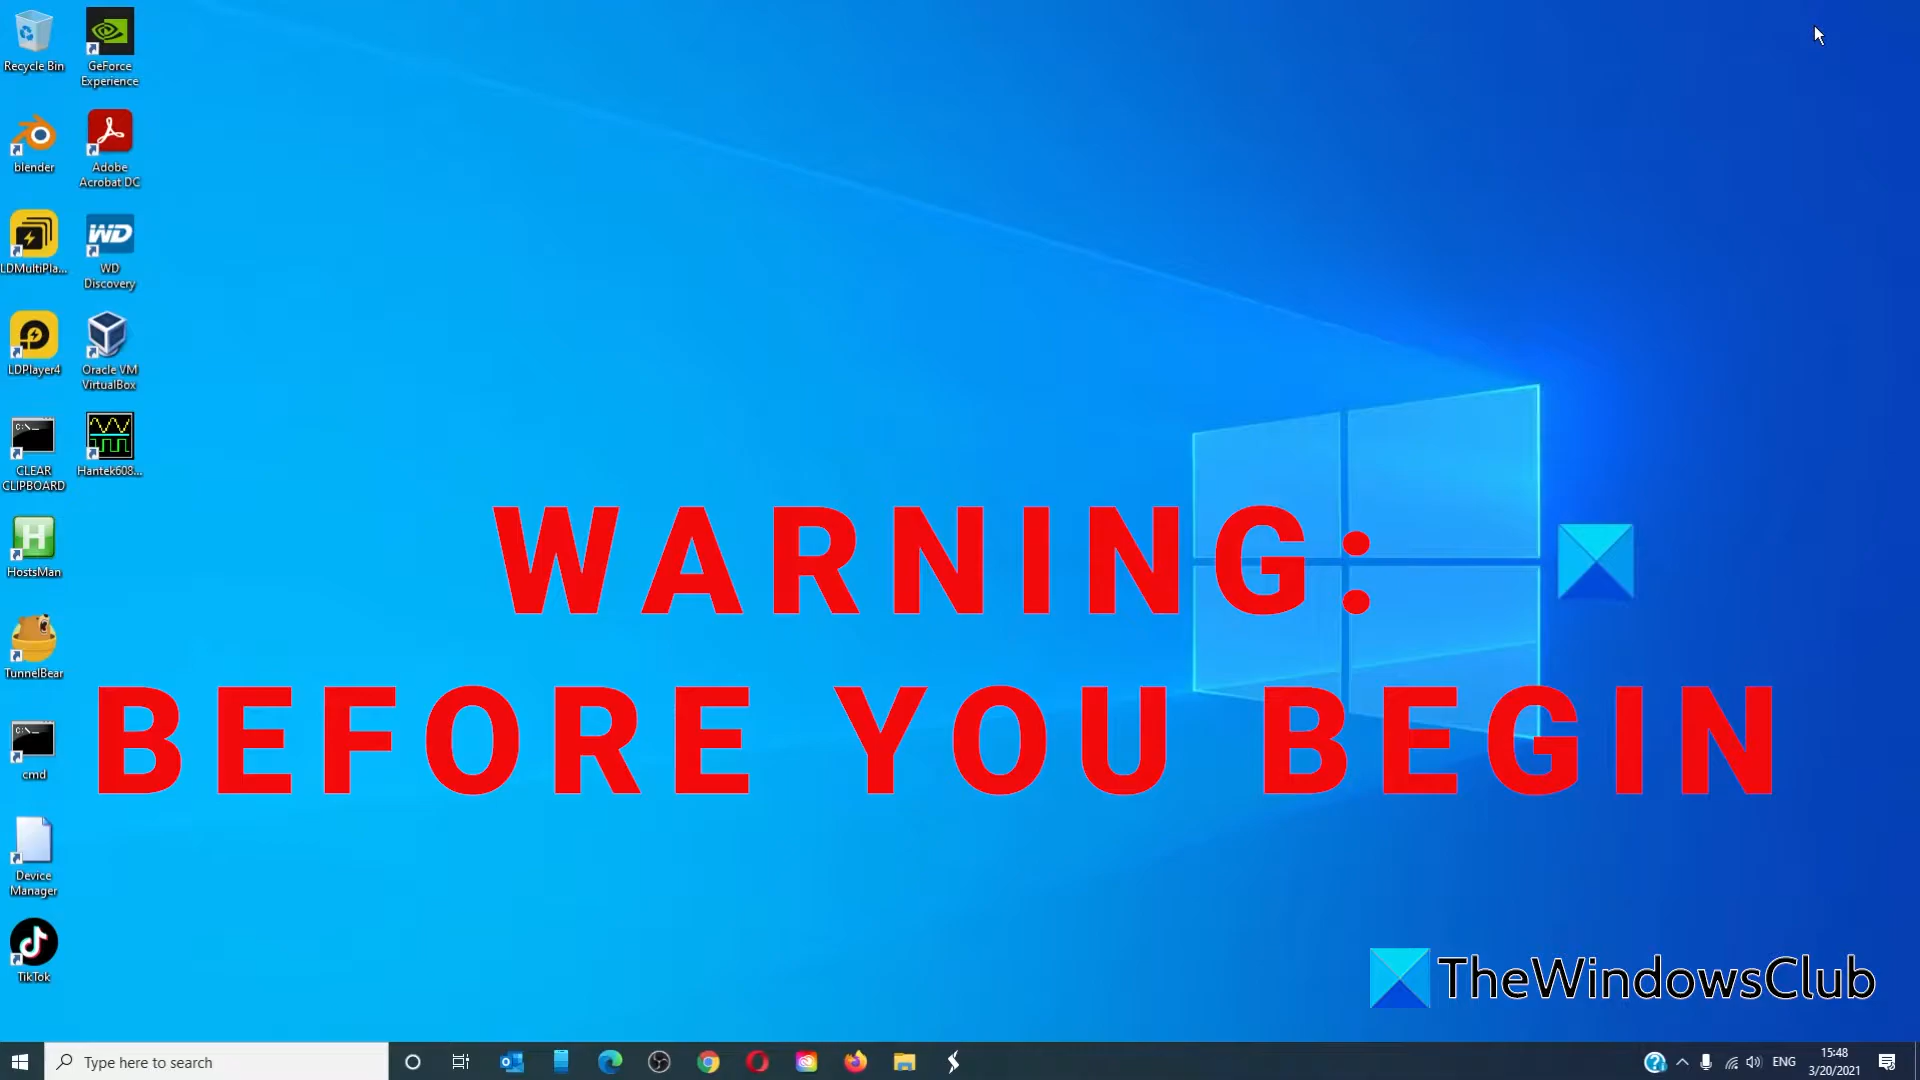 Recycle Bin
GeForce
Experience
blender
Adobe
Acrobat DC
LDMultiPla...
WD
WD
Discovery
LDPlayer4
Oracle VM
VirtualBox
CLEAR
CLIPBOARD
Hantek608...
H
HostsMan
TunnelBear
cmd
Device
Manager
TikTok
WARNING:
BEFORE YOU BEGIN
TheWindowsClub
Type here to search
ENG
15:48
3/20/2021